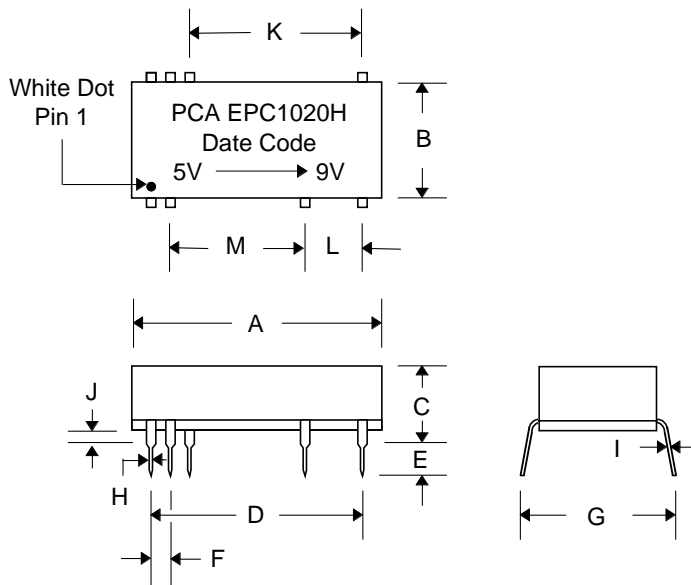 K
White Dot
Pin 1
PCA EPC1020H
Date Code
5V 9V
B
M
L
A
J
C
E
I
H
D
G
F